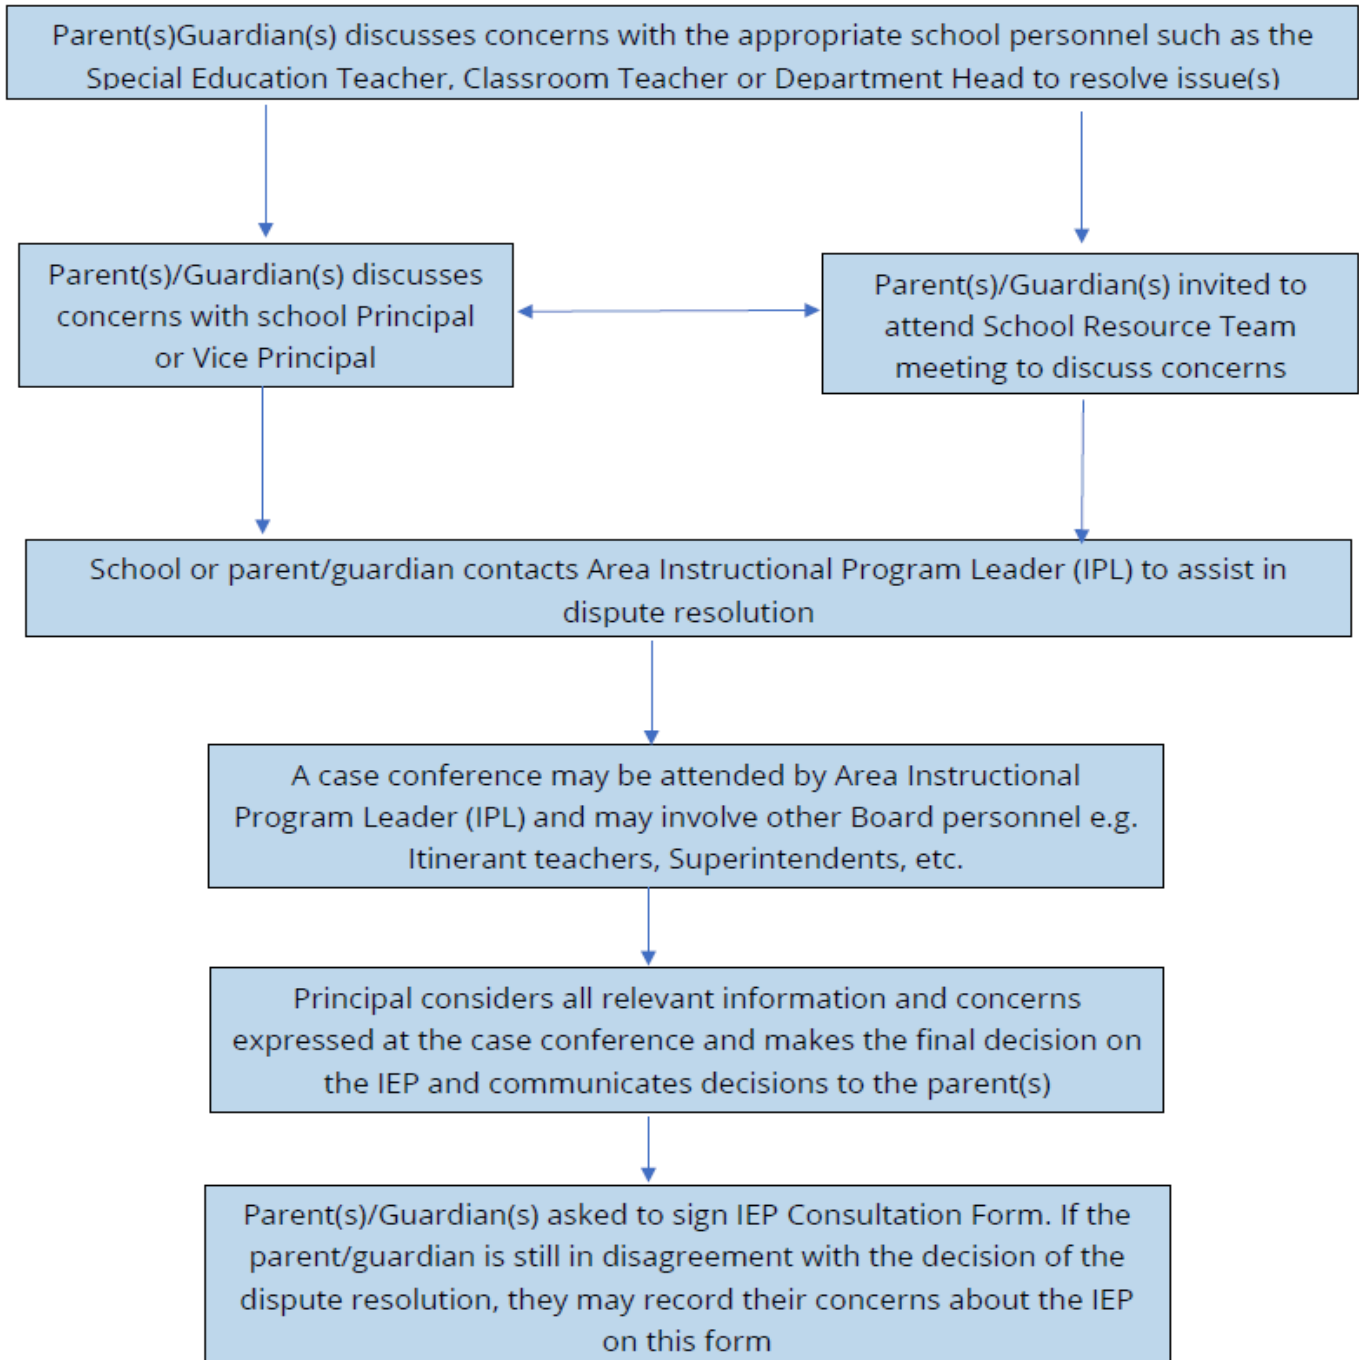 Parent(s)Guardian(s) discusses concerns with the appropriate school personnel such as the
Special Education Teacher, Classroom Teacher or Department Head to resolve issue(s)
Parent(s)/Guardian(s) discusses
concerns with school Principal
or Vice Principal
Parent(s)/Guardian(s) invited to
attend School Resource Team
meeting to discuss concerns
School or parent/guardian contacts Area Instructional Program Leader (IPL) to assist in
dispute resolution
A case conference may be attended by Area Instructional
Program Leader (IPL) and may involve other Board personnel e.g.
Itinerant teachers, Superintendents, etc.
Principal considers all relevant information and concerns
expressed at the case conference and makes the final decision on
the IEP and communicates decisions to the parent(s)
Parent(s)/Guardian(s) asked to sign IEP Consultation Form. If the
parent/guardian is still in disagreement with the decision of the
dispute resolution, they may record their concerns about the IEP
on this form